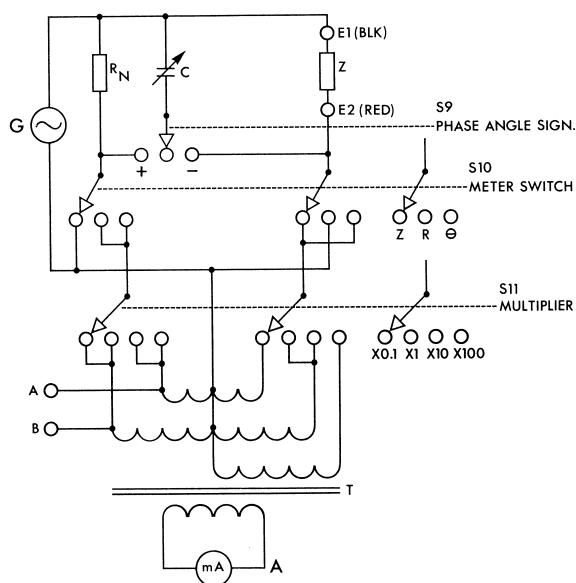 E1 (BLK)
RN
C
Z
G
E2 (RED)
S9
PHASE ANGLE SIGN.
+
−
S10
METER SWITCH
Z R Θ
S11
MULTIPLIER
X0.1 X1 X10 X100
A
B
T
mA
A